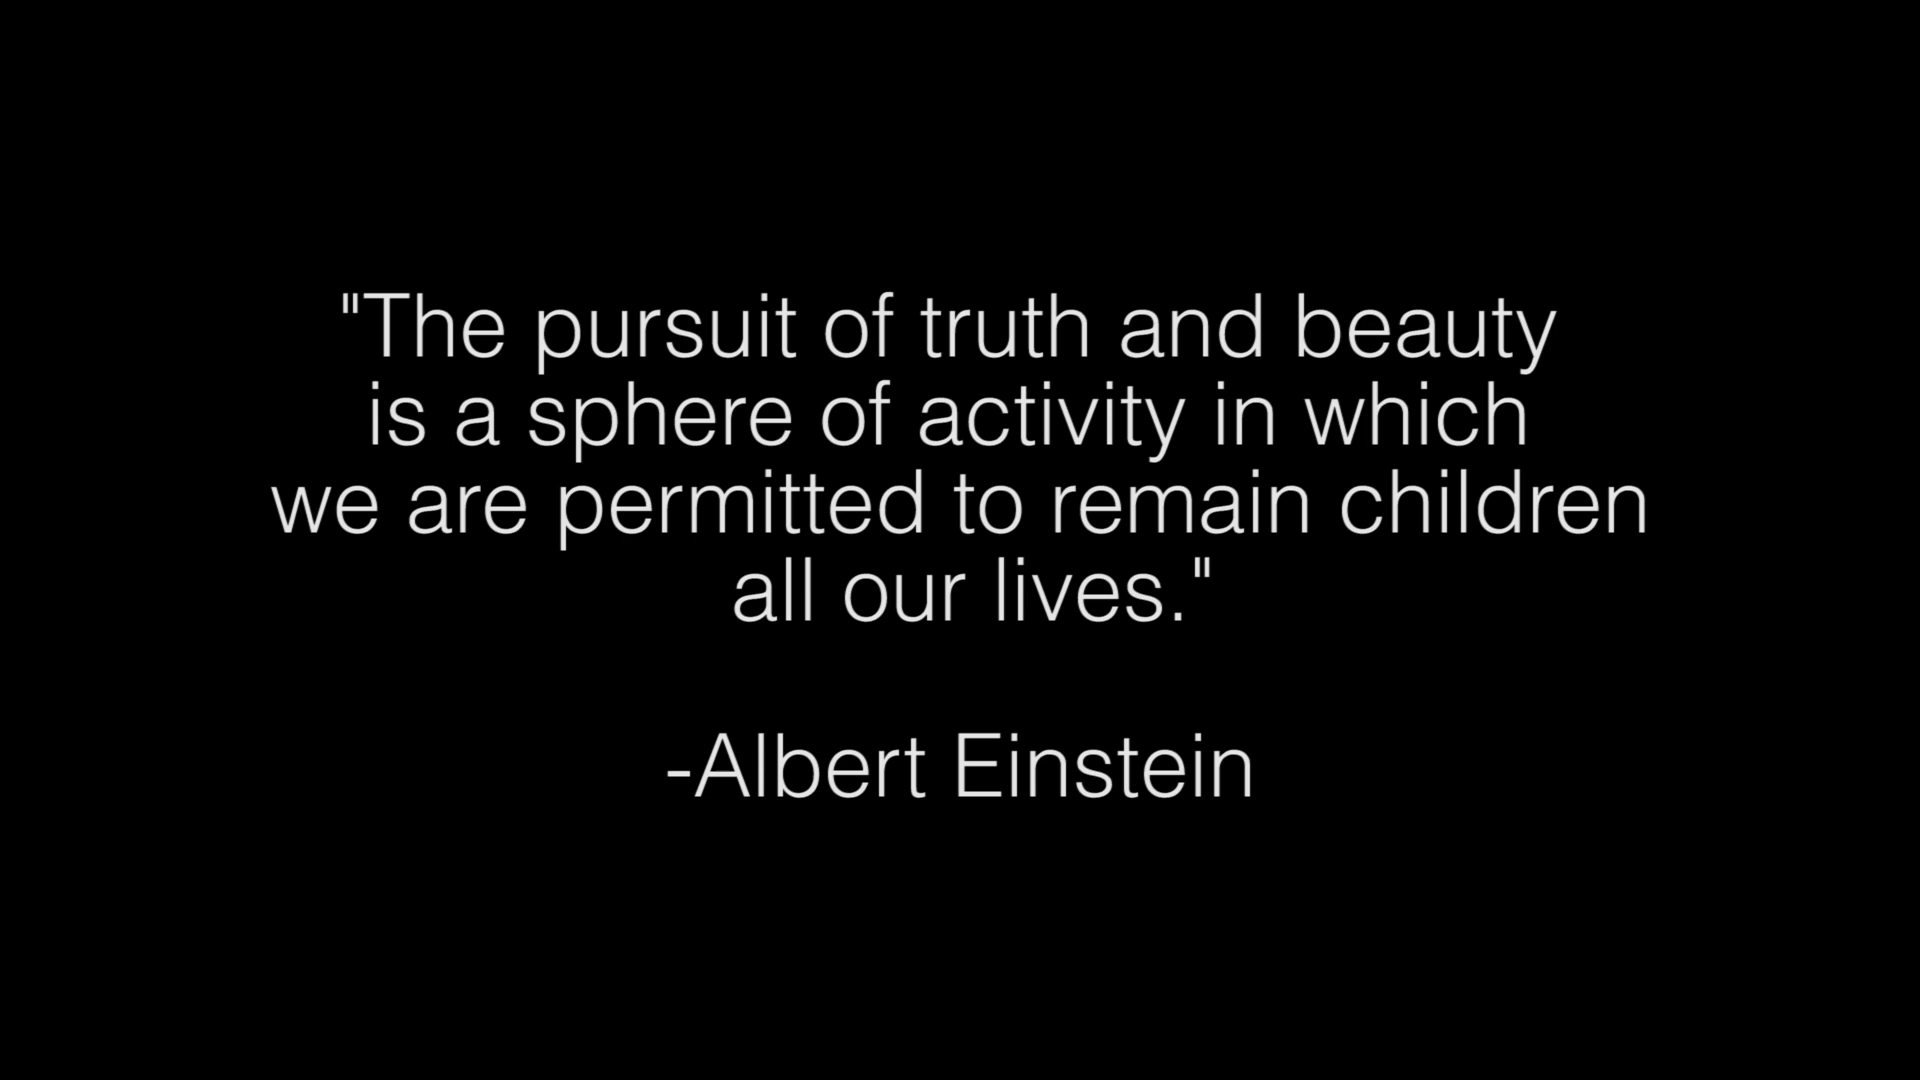 "The pursuit of truth and beauty
is a sphere of activity in which
we are permitted to remain children
all our lives."
-Albert Einstein